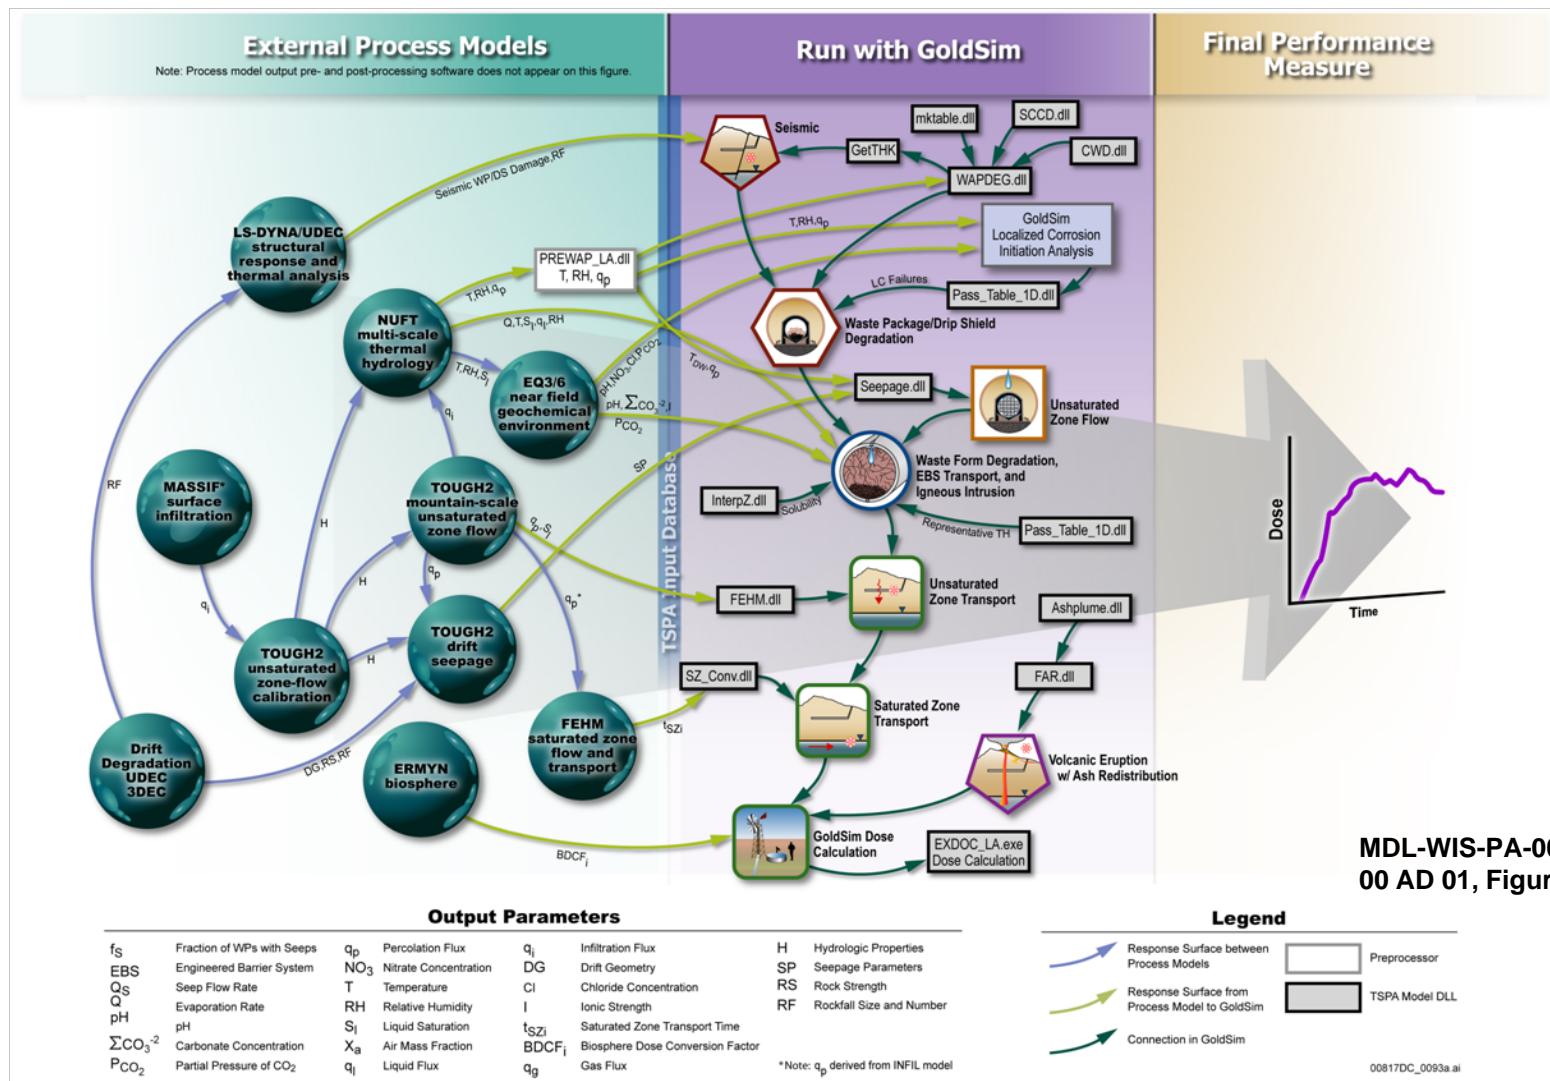 External Process Models
Note: Process model output pre- and post-processing software does not appear on this figure.
Run with GoldSim
Final Performance
Measure
Seismic WP/DS Damage,RF
LS-DYNA/UDEC
structural
response and
thermal analysis
NUFT
multi-scale
thermal
hydrology
EQ3/6
near field
geochemical
environment
MASSIF*
surface
infiltration
TOUGH2
mountain-scale
unsaturated
zone flow
TOUGH2
unsaturated
zone-flow
calibration
TOUGH2
drift
seepage
FEHM
saturated zone
flow and
transport
Drift
Degradation
UDEC
3DEC
ERMYN
biosphere
PREWAP_LA.dll
T, RH, qp
T,RH,qp
Q,T,Sl,ql,RH
T,RH,Sl
pH,NO3,Cl,PCO2
pH, ΣCO3-2,I
PCO2
TDW,qp
T,RH,qp
RF
qi
qi
H
H
H
qp
qp,Sl
qp*
SP
DG,RS,RF
tSZi
BDCFi
TSPA Input Database
Seismic
mktable.dll
SCCD.dll
GetTHK
CWD.dll
WAPDEG.dll
GoldSim
Localized Corrosion
Initiation Analysis
LC Failures
Pass_Table_1D.dll
Waste Package/Drip Shield
Degradation
Seepage.dll
Unsaturated
Zone Flow
Waste Form Degradation,
EBS Transport, and
Igneous Intrusion
InterpZ.dll
Solubility
Representative TH
Pass_Table_1D.dll
FEHM.dll
Unsaturated
Zone Transport
Ashplume.dll
FAR.dll
SZ_Conv.dll
Saturated Zone
Transport
Volcanic Eruption
w/ Ash Redistribution
GoldSim Dose
Calculation
EXDOC_LA.exe
Dose Calculation
Dose
Time
MDL-WIS-PA-00
00 AD 01, Figur
Output Parameters
fS Fraction of WPs with Seeps
EBS Engineered Barrier System
QS Seep Flow Rate
Q Evaporation Rate
pH pH
ΣCO3-2 Carbonate Concentration
PCO2 Partial Pressure of CO2
qp Percolation Flux
NO3 Nitrate Concentration
T Temperature
RH Relative Humidity
Sl Liquid Saturation
Xa Air Mass Fraction
ql Liquid Flux
qi Infiltration Flux
DG Drift Geometry
Cl Chloride Concentration
I Ionic Strength
tSZi Saturated Zone Transport Time
BDCFi Biosphere Dose Conversion Factor
qg Gas Flux
H Hydrologic Properties
SP Seepage Parameters
RS Rock Strength
RF Rockfall Size and Number
*Note: qp derived from INFIL model
Legend
Response Surface between
Process Models
Response Surface from
Process Model to GoldSim
Connection in GoldSim
Preprocessor
TSPA Model DLL
00817DC_0093a.ai